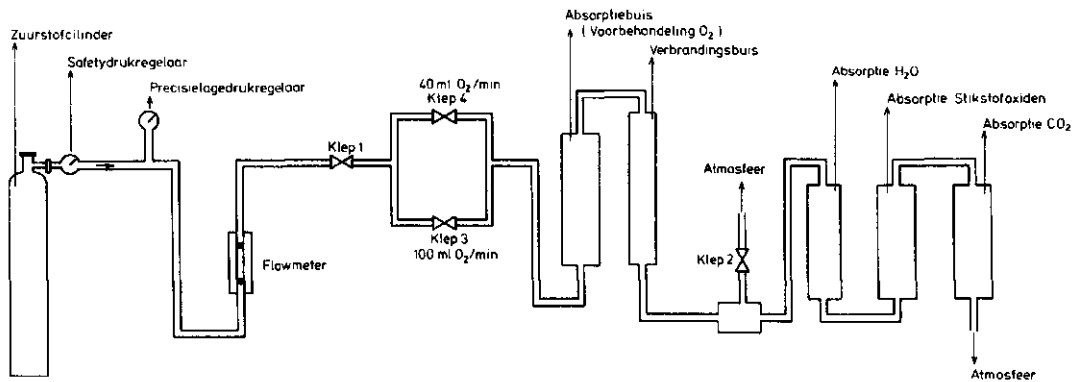 Zuurstofcilinder
Safetydrukregelaar
Precisielagedrukregelaar
Flowmeter
Klep 1
40 ml O₂/min
Klep 4
Klep 3
100 ml O₂/min
Absorptiebuis
(Voorbehandeling O₂)
Verbrandingsbuis
Atmosfeer
Klep 2
Absorptie H₂O
Absorptie Stikstofoxiden
Absorptie CO₂
Atmosfeer